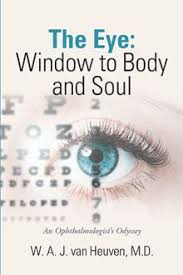 The Eye:
Window to Body
and Soul
An Ophthalmologist's Odyssey
W. A. J. van Heuven, M.D.